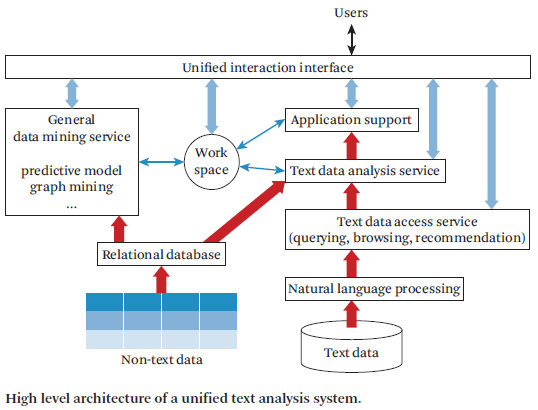 Users
Unified interaction interface
General
data mining service
predictive model
graph mining
...
Work
space
Application support
Text data analysis service
Text data access service
(querying, browsing, recommendation)
Relational database
Natural language processing
Non-text data
Text data
High level architecture of a unified text analysis system.